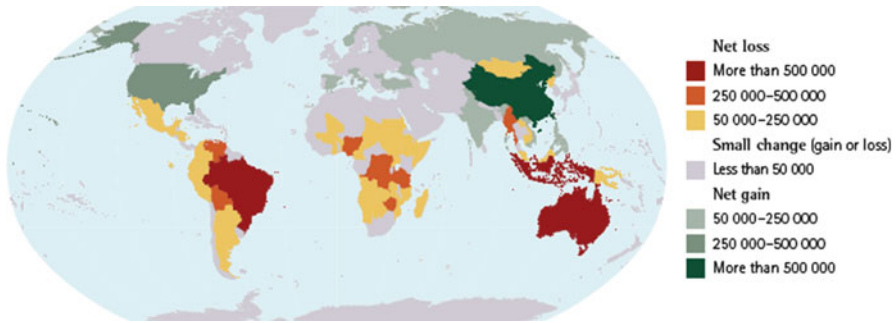 Net loss
More than 500 000
250 000–500 000
50 000–250 000
Small change (gain or loss)
Less than 50 000
Net gain
50 000–250 000
250 000–500 000
More than 500 000